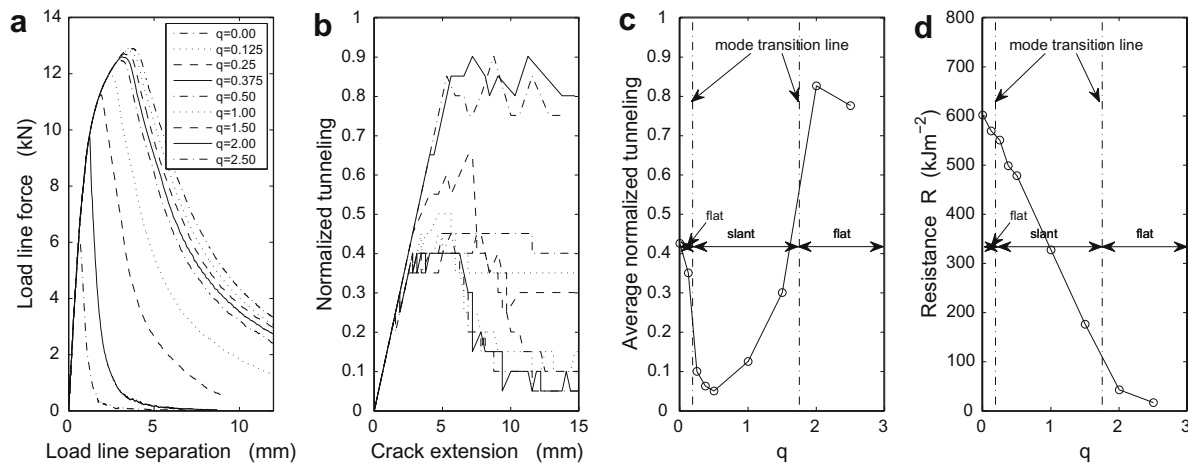 a
14
12
10
8
6
4
2
0
0
5
10
Load line force (kN)
Load line separation (mm)
q=0.00
q=0.125
q=0.25
q=0.375
q=0.50
q=1.00
q=1.50
q=2.00
q=2.50
b
1
0.9
0.8
0.7
0.6
0.5
0.4
0.3
0.2
0.1
0
0
5
10
15
Normalized tunneling
Crack extension (mm)
c
1
0.9
0.8
0.7
0.6
0.5
0.4
0.3
0.2
0.1
0
0
1
2
3
Average normalized tunneling
q
mode transition line
flat
slant
flat
d
800
700
600
500
400
300
200
100
0
0
1
2
3
Resistance R (kJm⁻²)
q
mode transition line
flat
slant
flat